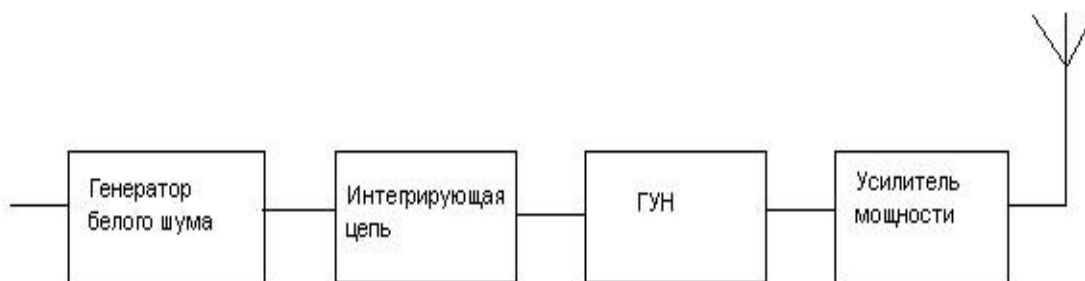 Генератор
белого шума
Интегрирующая
цепь
ГУН
Усилитель
мощности